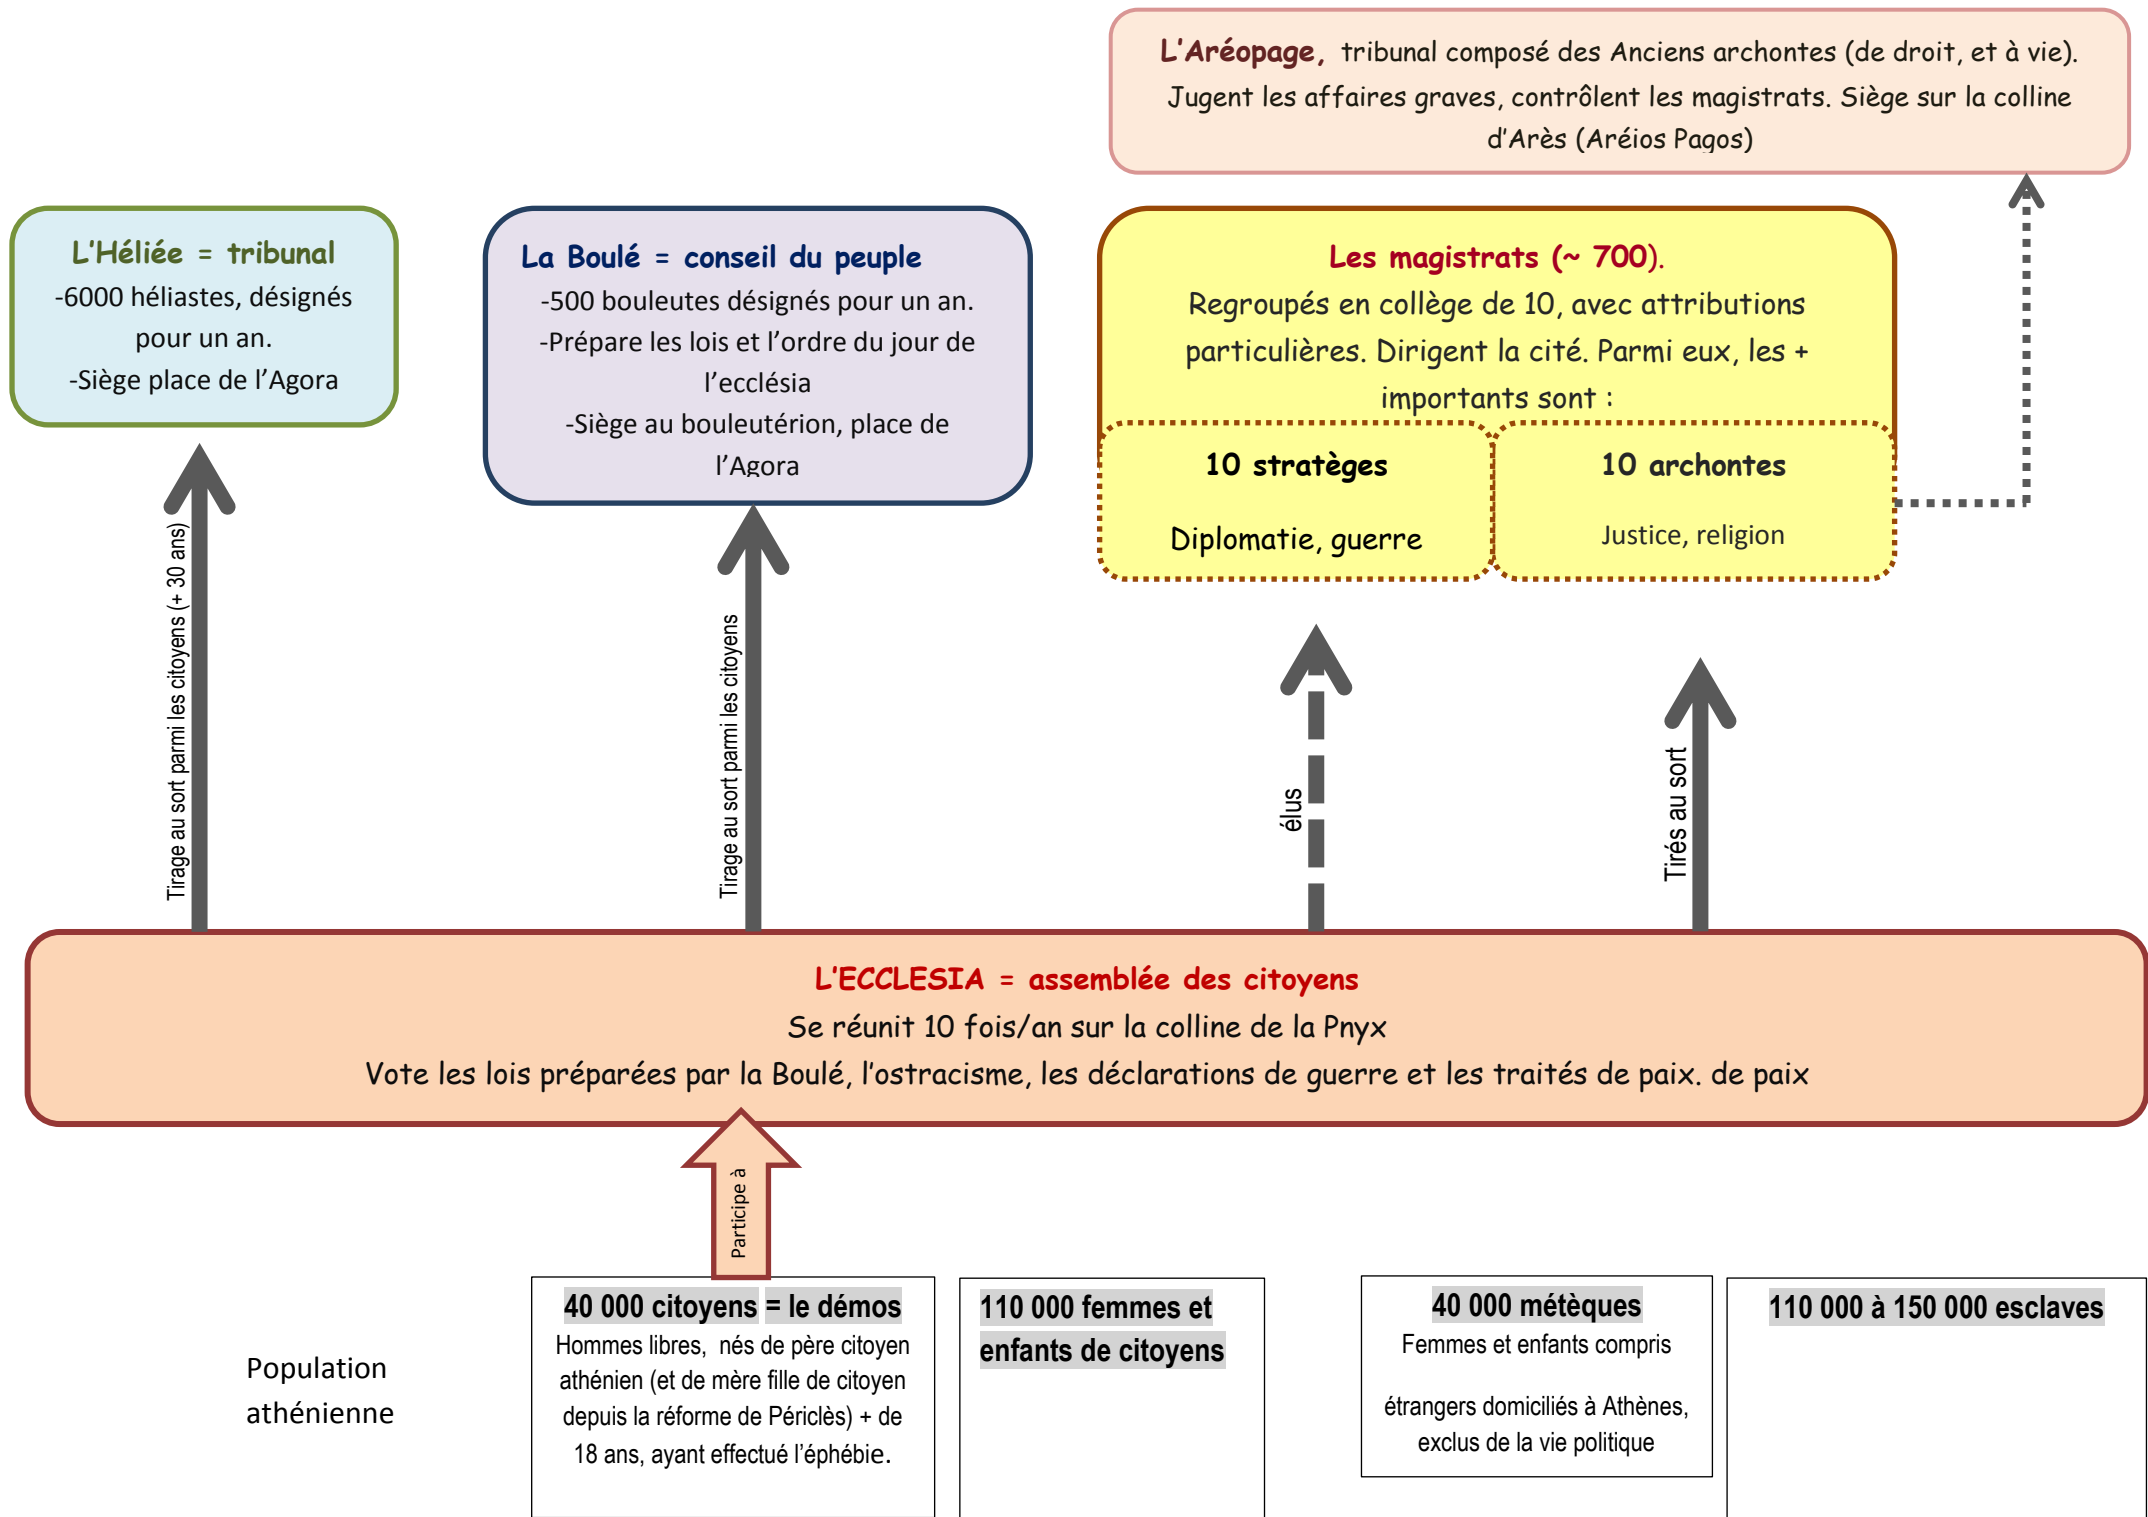 L'Aréopage, tribunal composé des Anciens archontes (de droit, et à vie).
Jugent les affaires graves, contrôlent les magistrats. Siège sur la colline
d'Arès (Aréios Pagos)
L'Héliée = tribunal
-6000 héliastes, désignés
pour un an.
-Siège place de l'Agora
La Boulé = conseil du peuple
-500 bouleutes désignés pour un an.
-Prépare les lois et l'ordre du jour de
l'ecclésia
-Siège au bouleutérion, place de
l'Agora
Les magistrats (~ 700).
Regroupés en collège de 10, avec attributions
particulières. Dirigent la cité. Parmi eux, les +
importants sont :
10 stratèges
Diplomatie, guerre
10 archontes
Justice, religion
Tirage au sort parmi les citoyens (+ 30 ans)
Tirage au sort parmi les citoyens
élus
Tirés au sort
L'ECCLESIA = assemblée des citoyens
Se réunit 10 fois/an sur la colline de la Pnyx
Vote les lois préparées par la Boulé, l'ostracisme, les déclarations de guerre et les traités de paix. de paix
Participe à
Population
athénienne
40 000 citoyens = le démos
Hommes libres, nés de père citoyen
athénien (et de mère fille de citoyen
depuis la réforme de Périclès) + de
18 ans, ayant effectué l'éphébie.
110 000 femmes et
enfants de citoyens
40 000 métèques
Femmes et enfants compris
étrangers domiciliés à Athènes,
exclus de la vie politique
110 000 à 150 000 esclaves